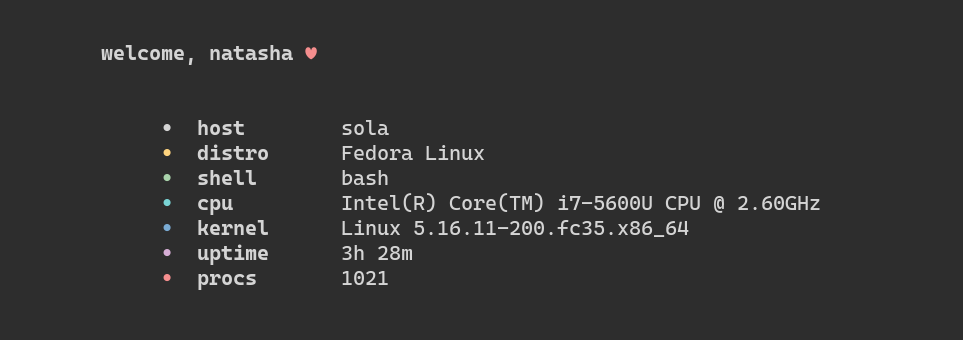 welcome, natasha ♥
• host sola
• distro Fedora Linux
• shell bash
• cpu Intel(R) Core(TM) i7-5600U CPU @ 2.60GHz
• kernel Linux 5.16.11-200.fc35.x86_64
• uptime 3h 28m
• procs 1021